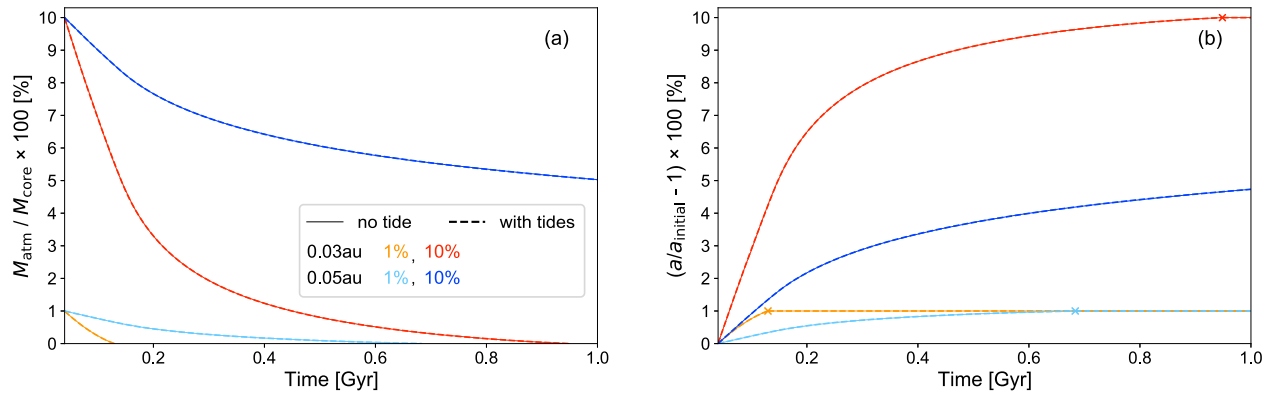 (a)
10
9
8
7
6
5
4
3
2
1
0
M_atm / M_core × 100 [%]
no tide with tides
0.03au 1%, 10%
0.05au 1%, 10%
0.2 0.4 0.6 0.8 1.0
Time [Gyr]
(b)
10
9
8
7
6
5
4
3
2
1
0
(a/a_initial - 1) × 100 [%]
0.2 0.4 0.6 0.8 1.0
Time [Gyr]